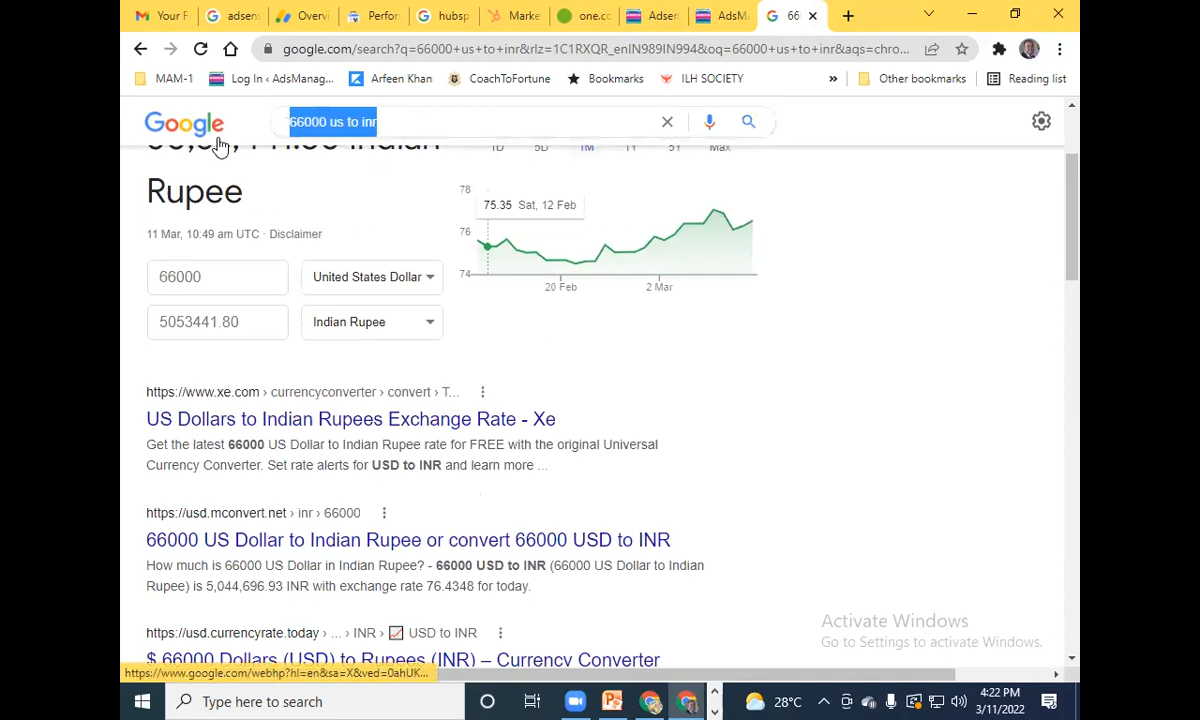 Your F
adsen
Overvi
Perfor
hubsp
Marke
one.co
Adsen
AdsM
66
google.com/search?q=66000+us+to+inr&rlz=1C1RXQR_enIN989IN994&oq=66000+us+to+inr&aqs=chro...
MAM-1
Log In ‹ AdsManag...
Arfeen Khan
CoachToFortune
Bookmarks
ILH SOCIETY
»
Other bookmarks
Reading list
Google
66000 us to inr
Indian
1D 5D 1M 1Y 5Y Max
Rupee
78
75.35 Sat, 12 Feb
76
74
20 Feb 2 Mar
11 Mar, 10:49 am UTC · Disclaimer
66000 United States Dollar
5053441.80 Indian Rupee
https://www.xe.com › currencyconverter › convert › T...
US Dollars to Indian Rupees Exchange Rate - Xe
Get the latest 66000 US Dollar to Indian Rupee rate for FREE with the original Universal
Currency Converter. Set rate alerts for USD to INR and learn more ...
https://usd.mconvert.net › inr › 66000
66000 US Dollar to Indian Rupee or convert 66000 USD to INR
How much is 66000 US Dollar in Indian Rupee? - 66000 USD to INR (66000 US Dollar to Indian
Rupee) is 5,044,696.93 INR with exchange rate 76.4348 for today.
https://usd.currencyrate.today › ... › INR › USD to INR
$ 66000 Dollars (USD) to Rupees (INR) – Currency Converter
Activate Windows
Go to Settings to activate Windows.
https://www.google.com/webhp?hl=en&sa=X&ved=0ahUK...
Type here to search
28°C
4:22 PM
3/11/2022